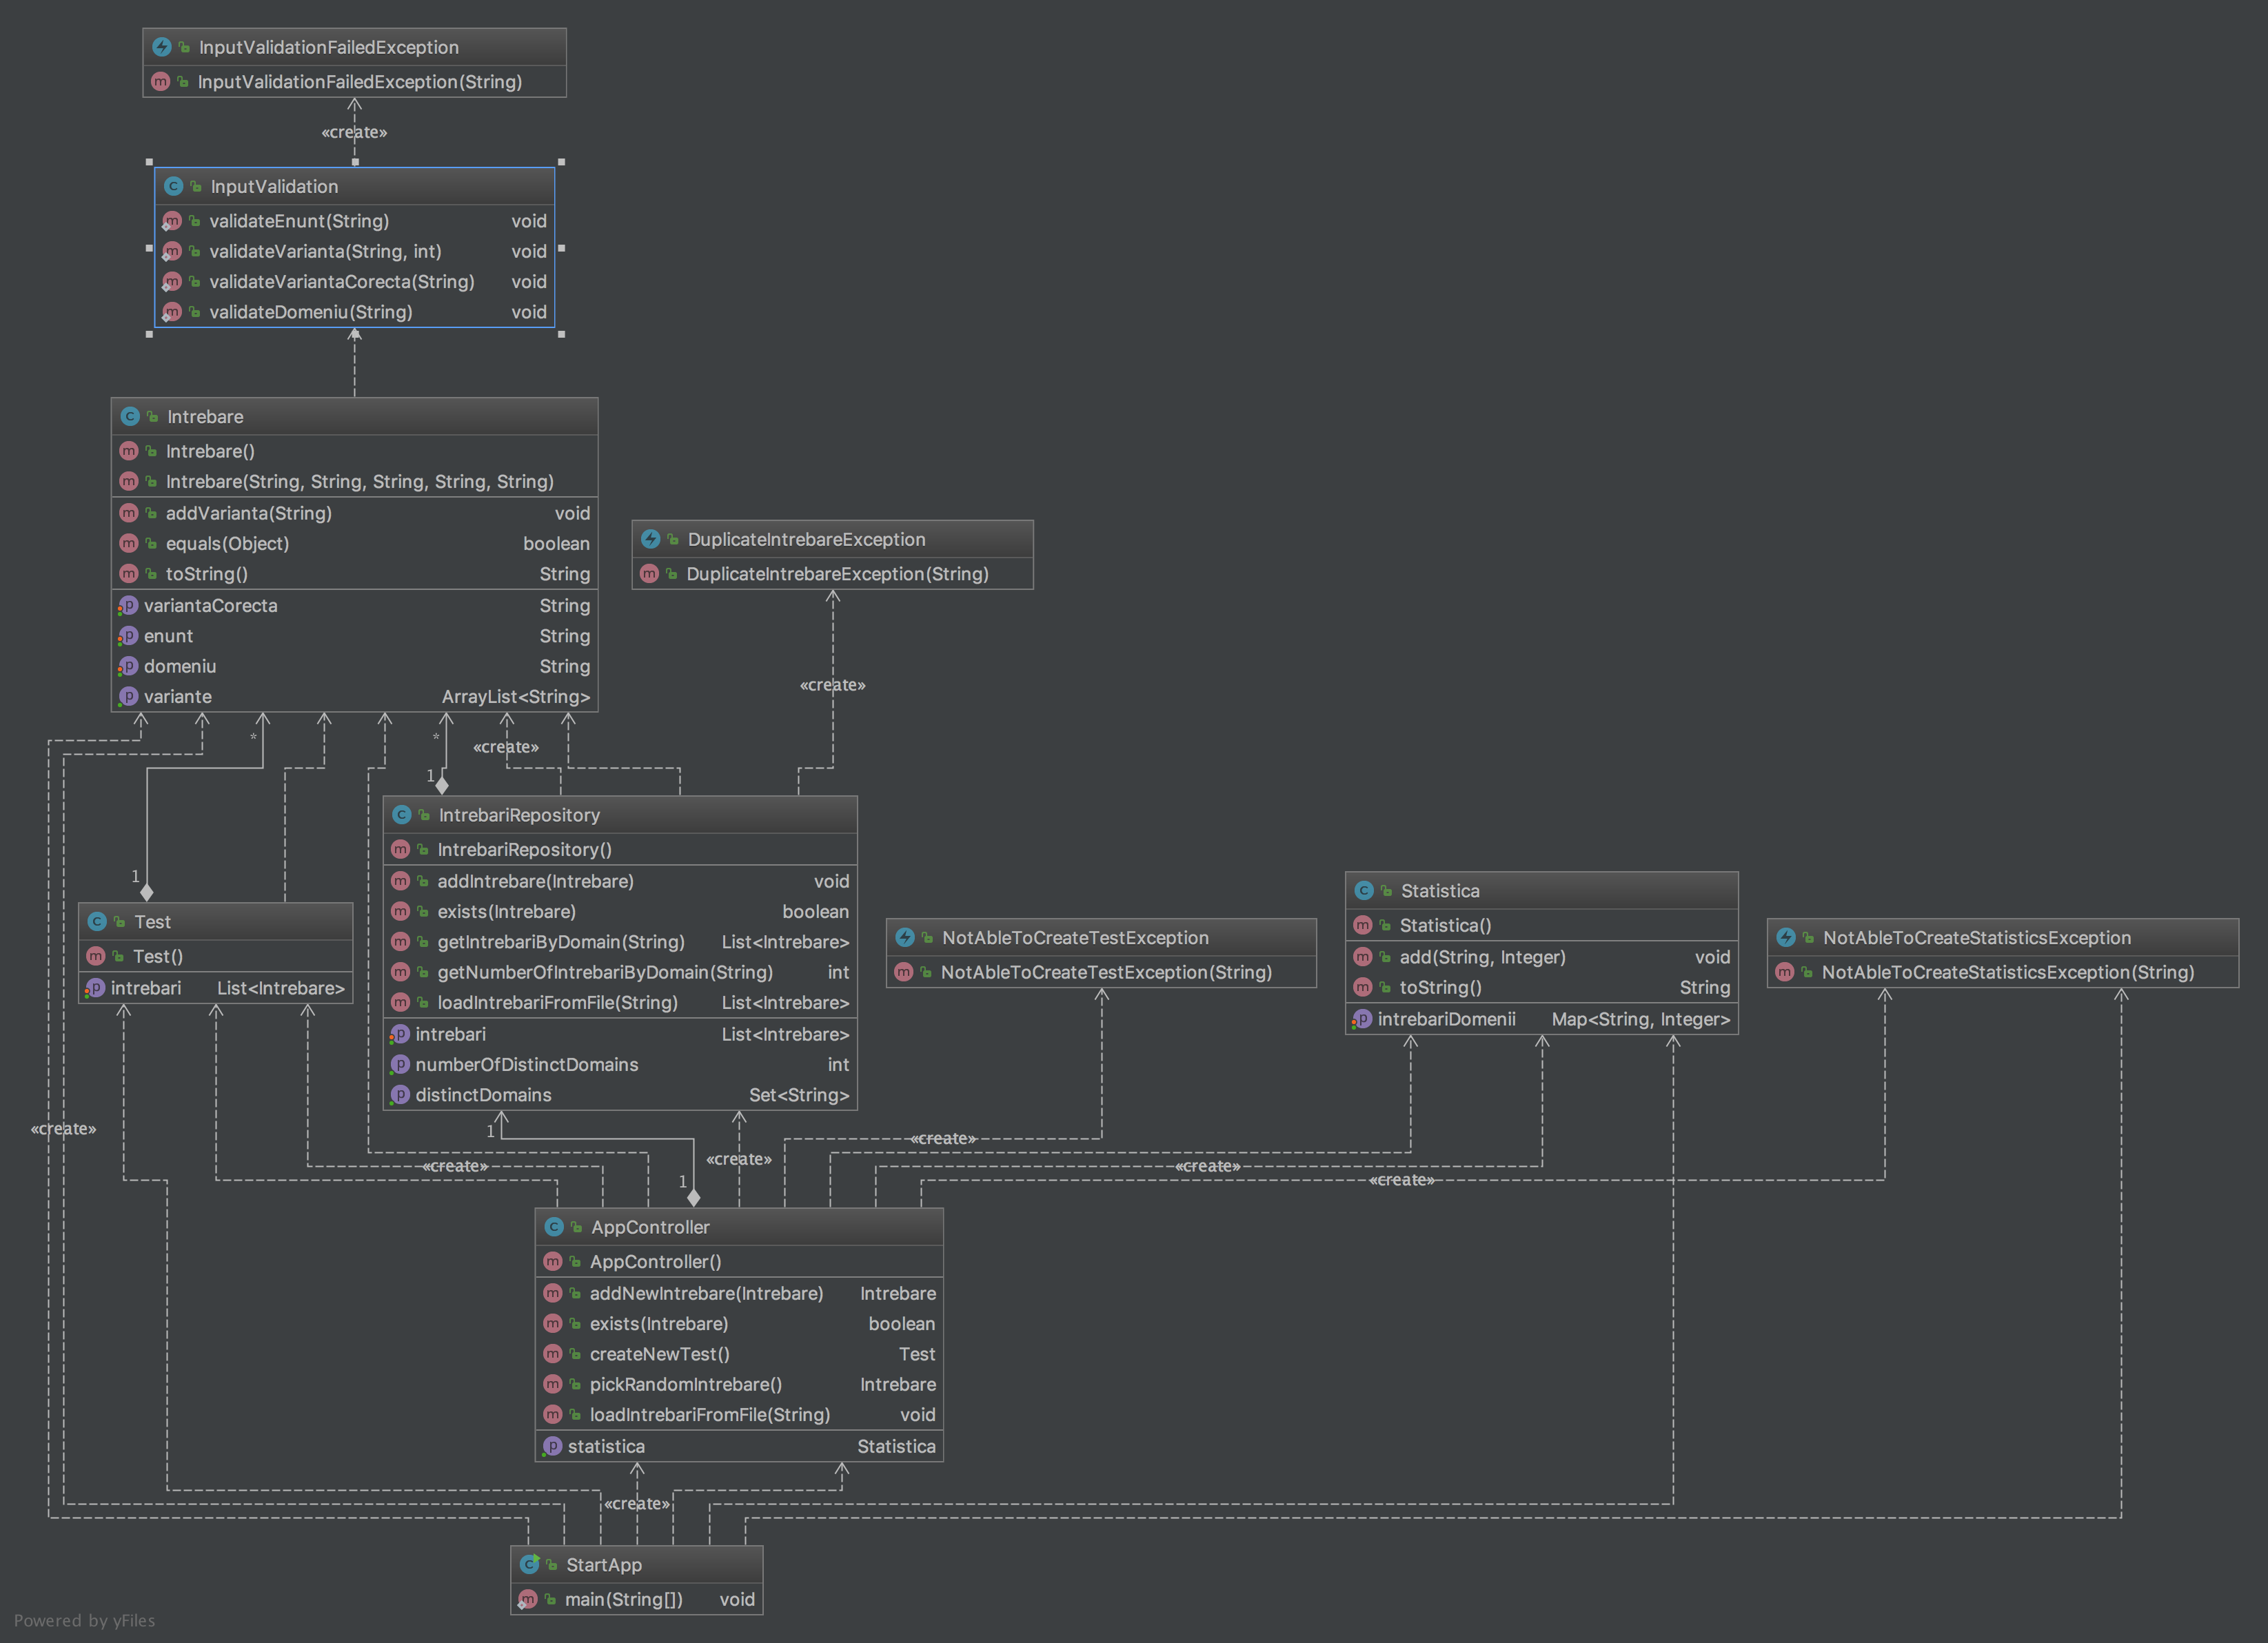 InputValidationFailedException
InputValidationFailedException(String)
«create»
InputValidation
validateEnunt(String) void
validateVarianta(String, int) void
validateVariantaCorecta(String) void
validateDomeniu(String) void
Intrebare
Intrebare()
Intrebare(String, String, String, String, String)
addVarianta(String) void
equals(Object) boolean
toString() String
variantaCorecta String
enunt String
domeniu String
variante ArrayList<String>
DuplicateIntrebareException
DuplicateIntrebareException(String)
«create»
* * «create»
1
IntrebariRepository
IntrebariRepository()
addIntrebare(Intrebare) void
exists(Intrebare) boolean
getIntrebariByDomain(String) List<Intrebare>
getNumberOfIntrebariByDomain(String) int
loadIntrebariFromFile(String) List<Intrebare>
intrebari List<Intrebare>
numberOfDistinctDomains int
distinctDomains Set<String>
1
Test
Test()
intrebari List<Intrebare>
NotAbleToCreateTestException
NotAbleToCreateTestException(String)
Statistica
Statistica()
add(String, Integer) void
toString() String
intrebariDomenii Map<String, Integer>
NotAbleToCreateStatisticsException
NotAbleToCreateStatisticsException(String)
«create»
1
«create»
«create»
«create»
«create»
«create»
1
AppController
AppController()
addNewIntrebare(Intrebare) Intrebare
exists(Intrebare) boolean
createNewTest() Test
pickRandomIntrebare() Intrebare
loadIntrebariFromFile(String) void
statistica Statistica
«create»
StartApp
main(String[]) void
Powered by yFiles